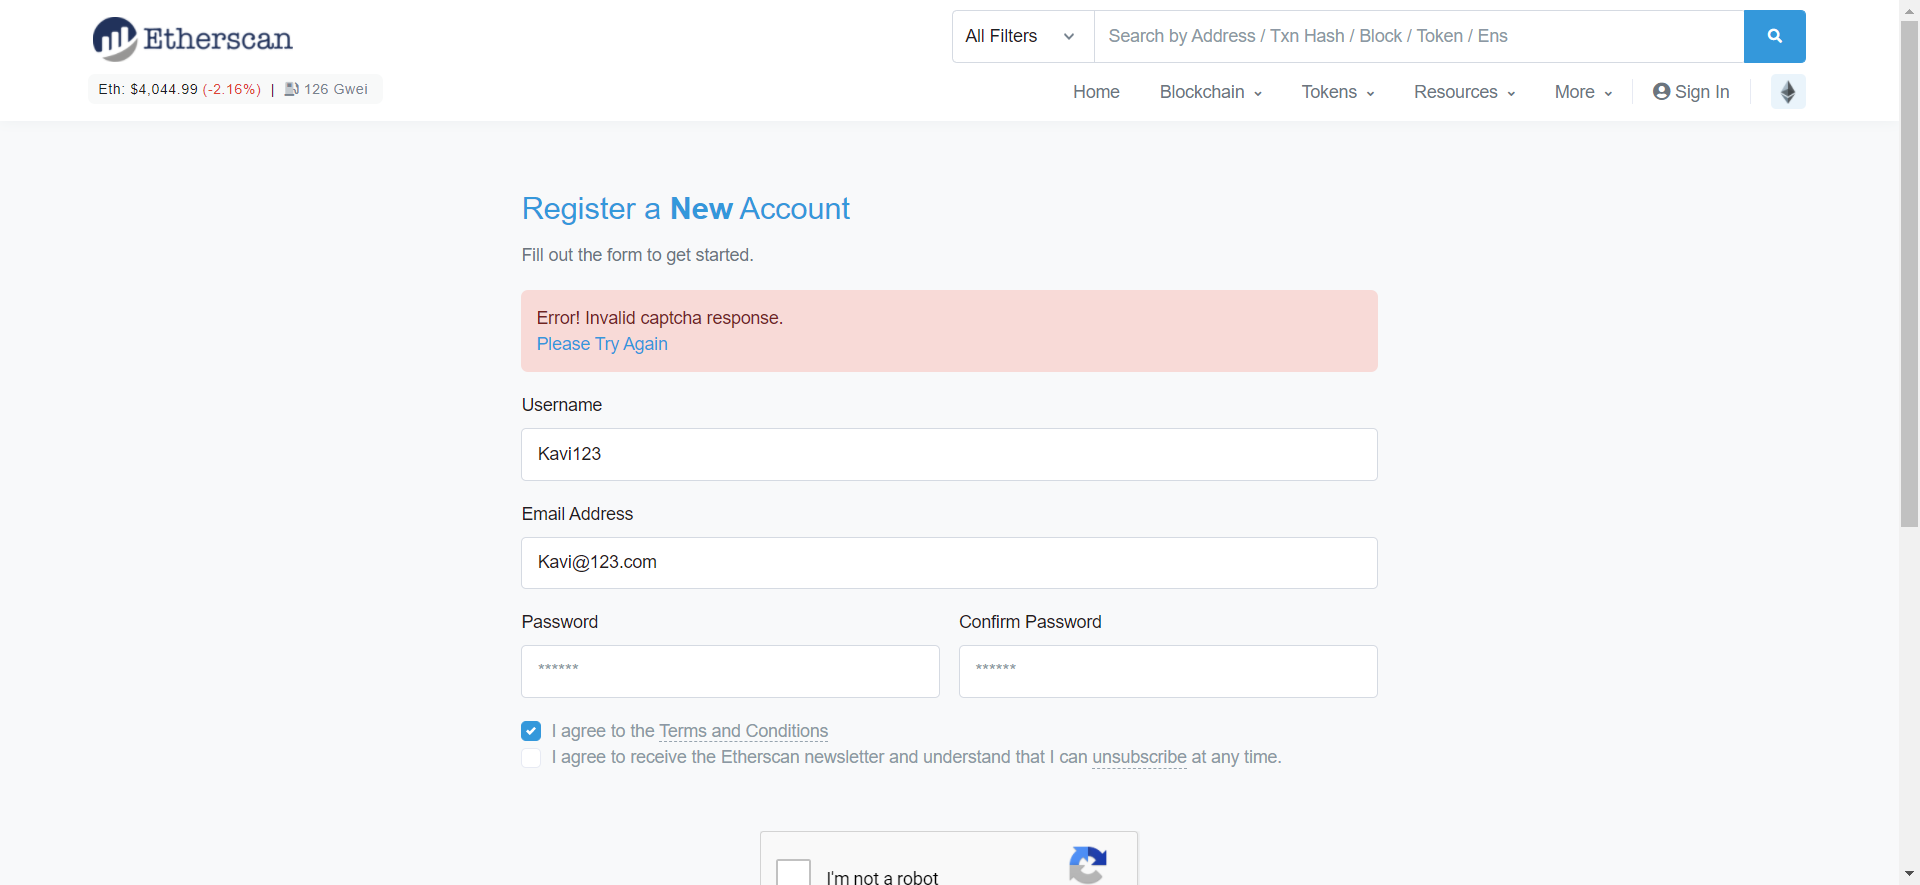 Etherscan
All Filters
Search by Address / Txn Hash / Block / Token / Ens
Eth: $4,044.99 (-2.16%) | 126 Gwei
Home Blockchain Tokens Resources More Sign In
Register a New Account
Fill out the form to get started.
Error! Invalid captcha response.
Please Try Again
Username
Kavi123
Email Address
Kavi@123.com
Password Confirm Password
****** ******
I agree to the Terms and Conditions
I agree to receive the Etherscan newsletter and understand that I can unsubscribe at any time.
I'm not a robot